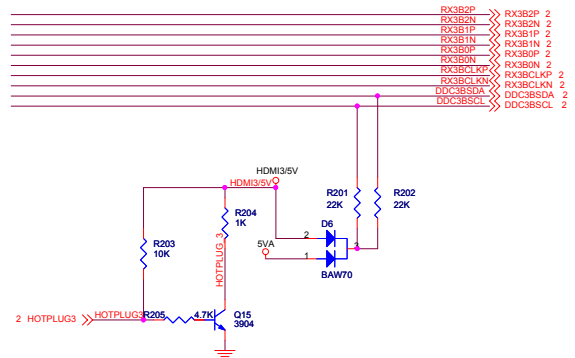 RX3B2P RX3B2P 2
RX3B2N RX3B2N 2
RX3B1P RX3B1P 2
RX3B1N RX3B1N 2
RX3B0P RX3B0P 2
RX3B0N RX3B0N 2
RX3BCLKP RX3BCLKP 2
RX3BCLKN RX3BCLKN 2
DDC3BSDA DDC3BSDA 2
DDC3BSCL DDC3BSCL 2
HDMI3/5V
HDMI3/5V
R201
22K
R202
22K
R204
1K
D6
2
3
1
BAW70
5VA
R203
10K
HOTPLUG_3
2 HOTPLUG3
HOTPLUG3
R205
4.7K
Q15
3904